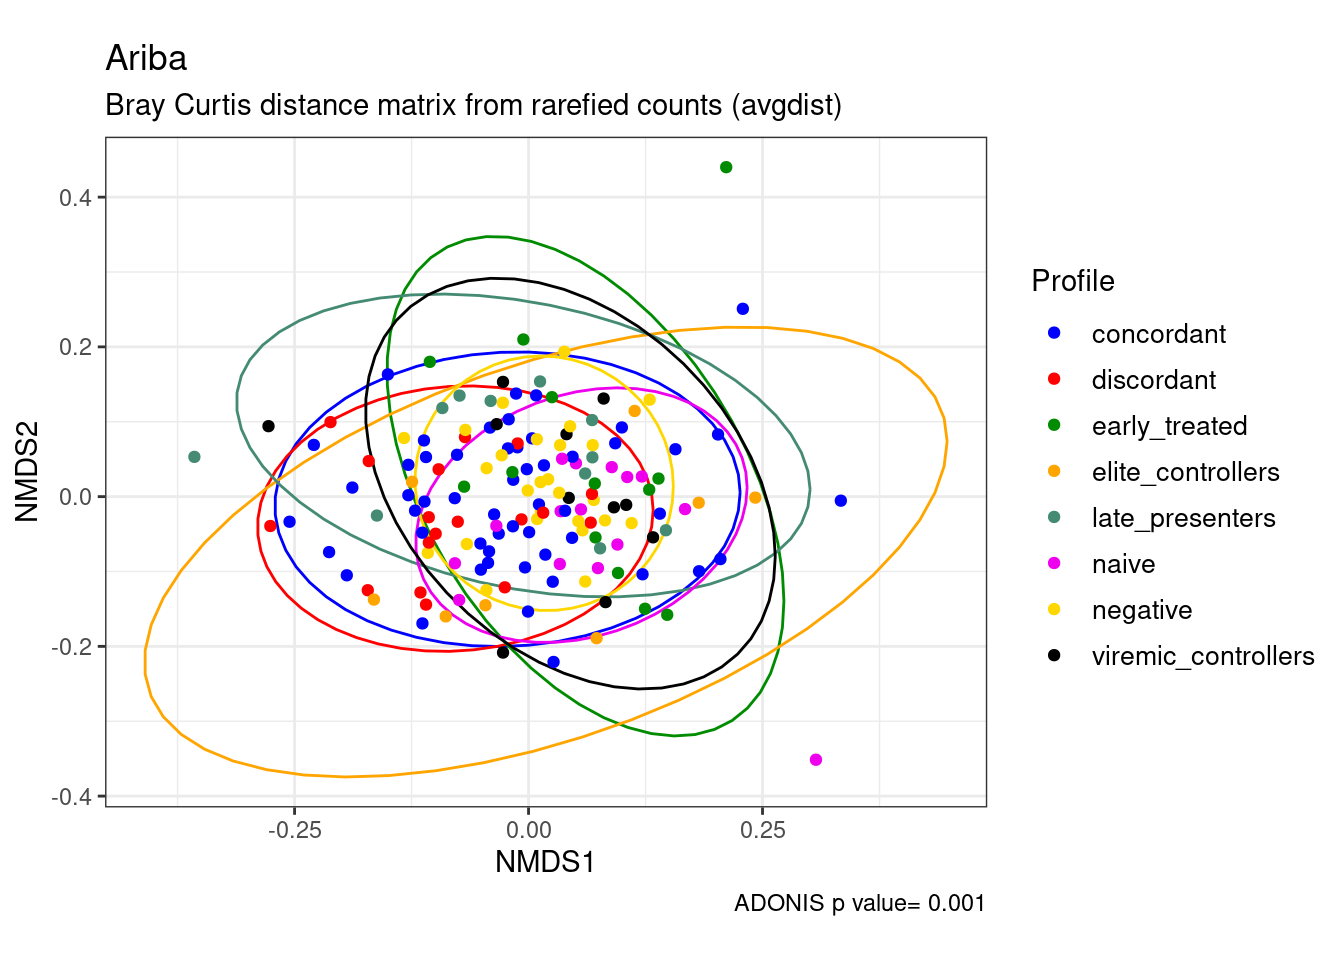 Ariba
Bray Curtis distance matrix from rarefied counts (avgdist)
0.4
0.2
0.0
-0.2
-0.4
NMDS2
-0.25
0.00
0.25
NMDS1
ADONIS p value= 0.001
Profile
concordant
discordant
early_treated
elite_controllers
late_presenters
naive
negative
viremic_controllers